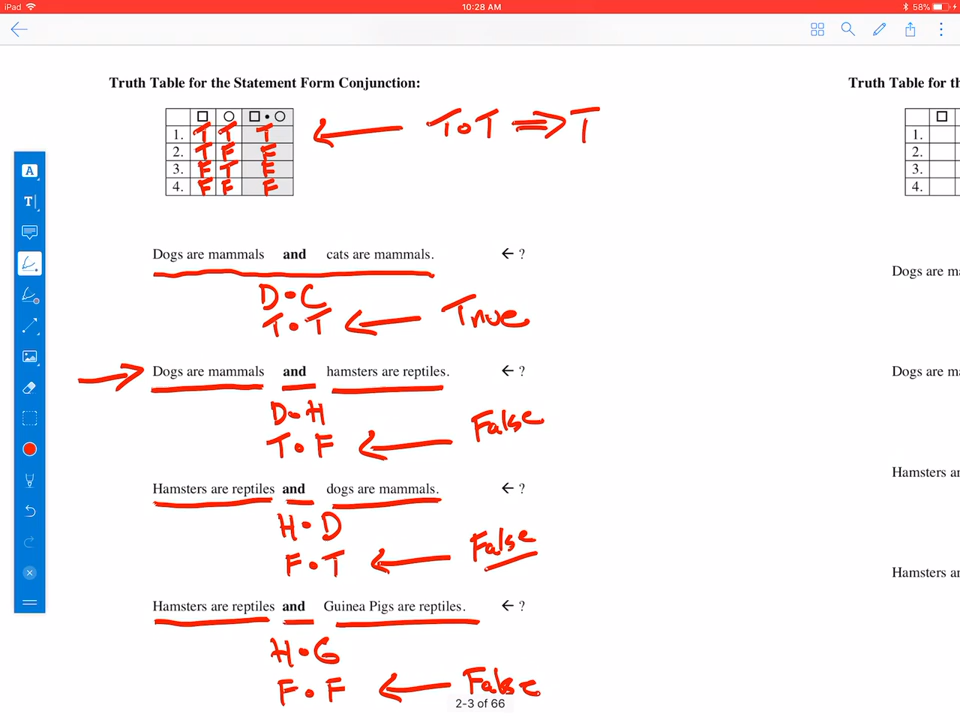 iPad 10:28 AM 58%
Truth Table for the Statement Form Conjunction:
Truth Table for th
□ ○ □ • ○
1. T T T
2. T F F
3. F T F
4. F F F
T • T ⇒ T
□
1.
2.
3.
4.
A
T
Dogs are mammals and cats are mammals. ← ?
D • C
T • T ← True
Dogs are m
→ Dogs are mammals and hamsters are reptiles. ← ?
D • H
T • F ← False
Dogs are m
Hamsters are reptiles and dogs are mammals. ← ?
H • D
F • T ← False
Hamsters ar
Hamsters are reptiles and Guinea Pigs are reptiles. ← ?
H • G
F • F ← False
Hamsters ar
2-3 of 66